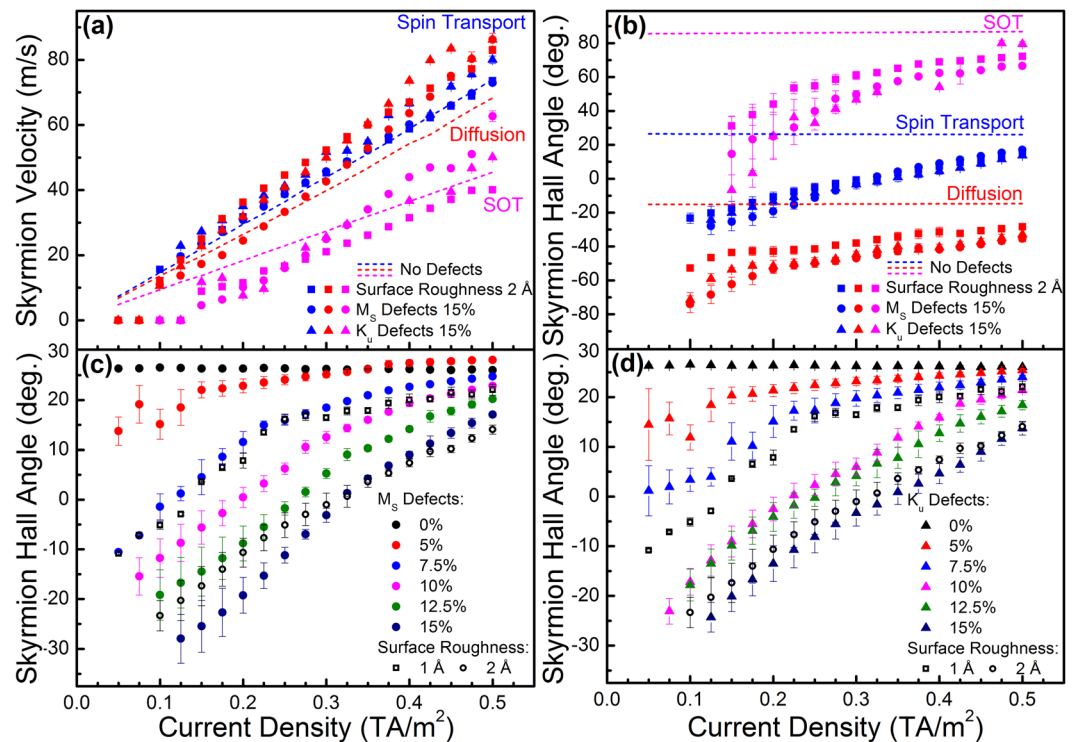 (a)
Spin Transport
Diffusion
SOT
No Defects
Surface Roughness 2 Å
M_S Defects 15%
K_u Defects 15%
Skyrmion Velocity (m/s)
80
60
40
20
0
(b)
SOT
Spin Transport
Diffusion
No Defects
Surface Roughness 2 Å
M_S Defects 15%
K_u Defects 15%
Skyrmion Hall Angle (deg.)
80
60
40
20
0
-20
-40
-60
-80
(c)
M_S Defects:
0%
5%
7.5%
10%
12.5%
15%
Surface Roughness:
1 Å 2 Å
Skyrmion Hall Angle (deg.)
30
20
10
0
-10
-20
-30
0.0 0.1 0.2 0.3 0.4 0.5
Current Density (TA/m²)
(d)
K_u Defects:
0%
5%
7.5%
10%
12.5%
15%
Surface Roughness:
1 Å 2 Å
Skyrmion Hall Angle (deg.)
30
20
10
0
-10
-20
-30
0.0 0.1 0.2 0.3 0.4 0.5
Current Density (TA/m²)